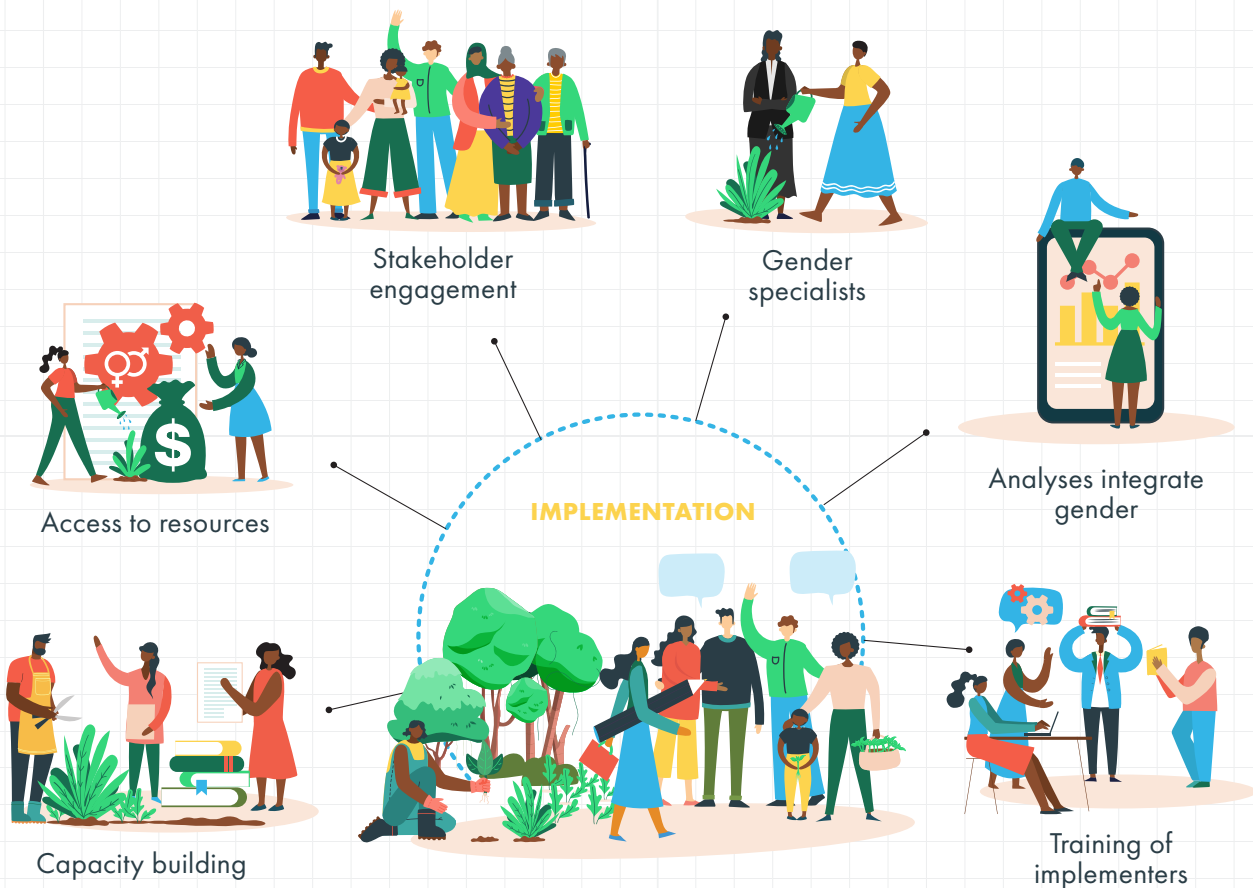 Stakeholder
engagement
Gender
specialists
Analyses integrate
gender
Access to resources
$
IMPLEMENTATION
Capacity building
Training of
implementers